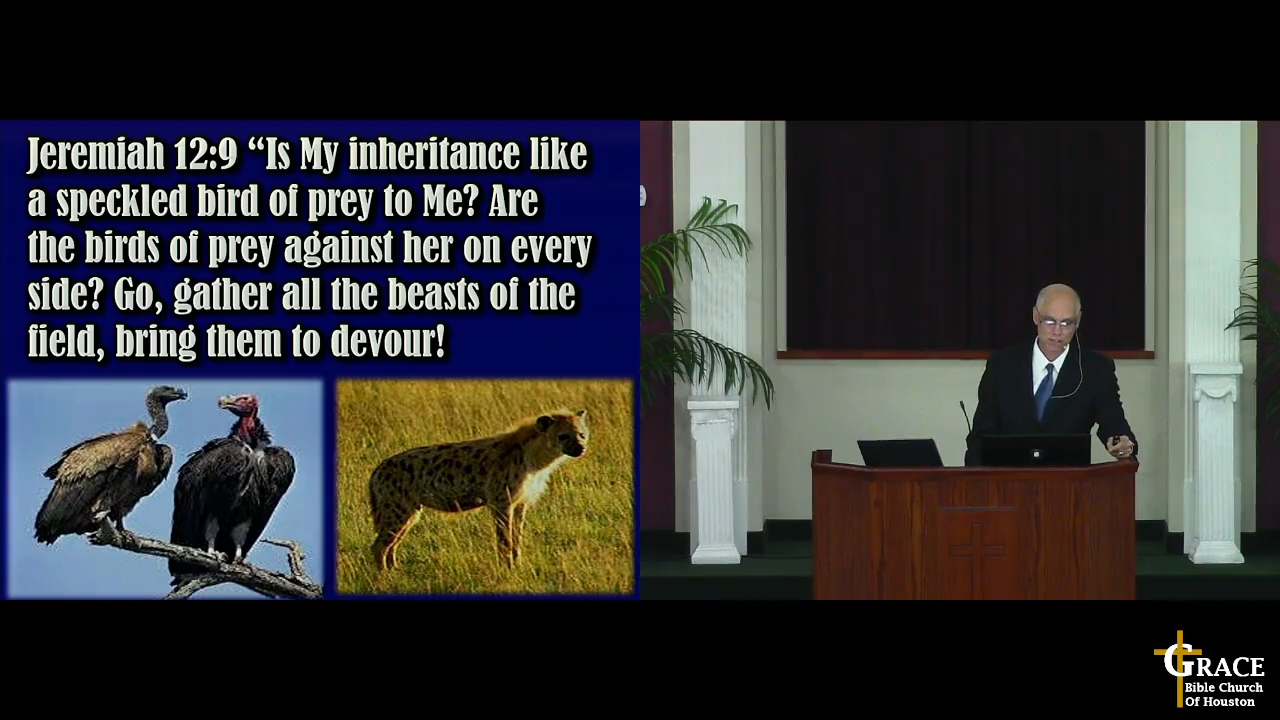 Jeremiah 12:9 “Is My inheritance like
a speckled bird of prey to Me? Are
the birds of prey against her on every
side? Go, gather all the beasts of the
field, bring them to devour!
GRACE
Bible Church
Of Houston